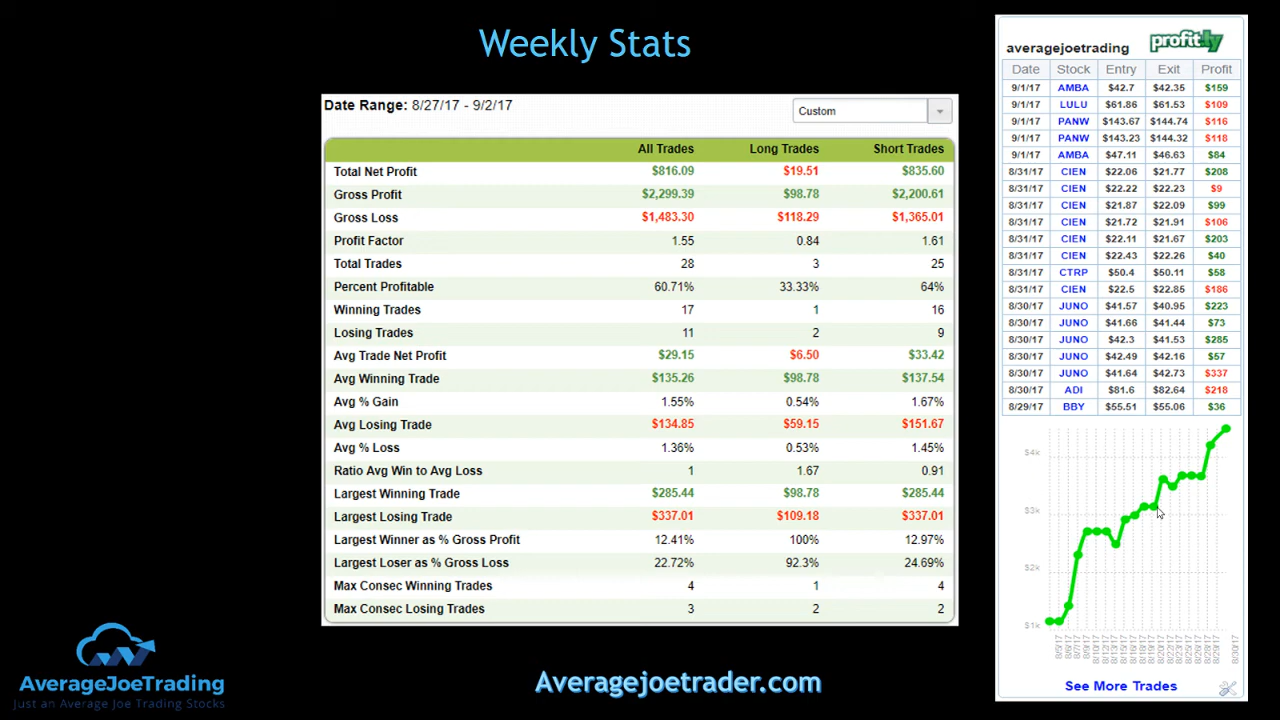 Weekly Stats
Date Range: 8/27/17 - 9/2/17
Custom
All Trades Long Trades Short Trades
Total Net Profit $816.09 $19.51 $835.60
Gross Profit $2,299.39 $98.78 $2,200.61
Gross Loss $1,483.30 $118.29 $1,365.01
Profit Factor 1.55 0.84 1.61
Total Trades 28 3 25
Percent Profitable 60.71% 33.33% 64%
Winning Trades 17 1 16
Losing Trades 11 2 9
Avg Trade Net Profit $29.15 $6.50 $33.42
Avg Winning Trade $135.26 $98.78 $137.54
Avg % Gain 1.55% 0.54% 1.67%
Avg Losing Trade $134.85 $59.15 $151.67
Avg % Loss 1.36% 0.53% 1.45%
Ratio Avg Win to Avg Loss 1 1.67 0.91
Largest Winning Trade $285.44 $98.78 $285.44
Largest Losing Trade $337.01 $109.18 $337.01
Largest Winner as % Gross Profit 12.41% 100% 12.97%
Largest Loser as % Gross Loss 22.72% 92.3% 24.69%
Max Consec Winning Trades 4 1 4
Max Consec Losing Trades 3 2 2
averagejoetrading profit.ly
Date Stock Entry Exit Profit
9/1/17 AMBA $42.7 $42.35 $159
9/1/17 LULU $61.86 $61.53 $109
9/1/17 PANW $143.67 $144.74 $116
9/1/17 PANW $143.23 $144.32 $118
9/1/17 AMBA $47.11 $46.63 $84
8/31/17 CIEN $22.06 $21.77 $208
8/31/17 CIEN $22.22 $22.23 $9
8/31/17 CIEN $21.87 $22.09 $99
8/31/17 CIEN $21.72 $21.91 $106
8/31/17 CIEN $22.11 $21.67 $203
8/31/17 CIEN $22.43 $22.26 $40
8/31/17 CTRP $50.4 $50.11 $58
8/31/17 CIEN $22.5 $22.85 $186
8/30/17 JUNO $41.57 $40.95 $223
8/30/17 JUNO $41.66 $41.44 $73
8/30/17 JUNO $42.3 $41.53 $285
8/30/17 JUNO $42.49 $42.16 $57
8/30/17 JUNO $41.64 $42.73 $337
8/30/17 ADI $81.6 $82.64 $218
8/29/17 BBY $55.51 $55.06 $36
$4k
$3k
$2k
$1k
See More Trades
AverageJoeTrading
Just an Average Joe Trading Stocks
Averagejoetrader.com